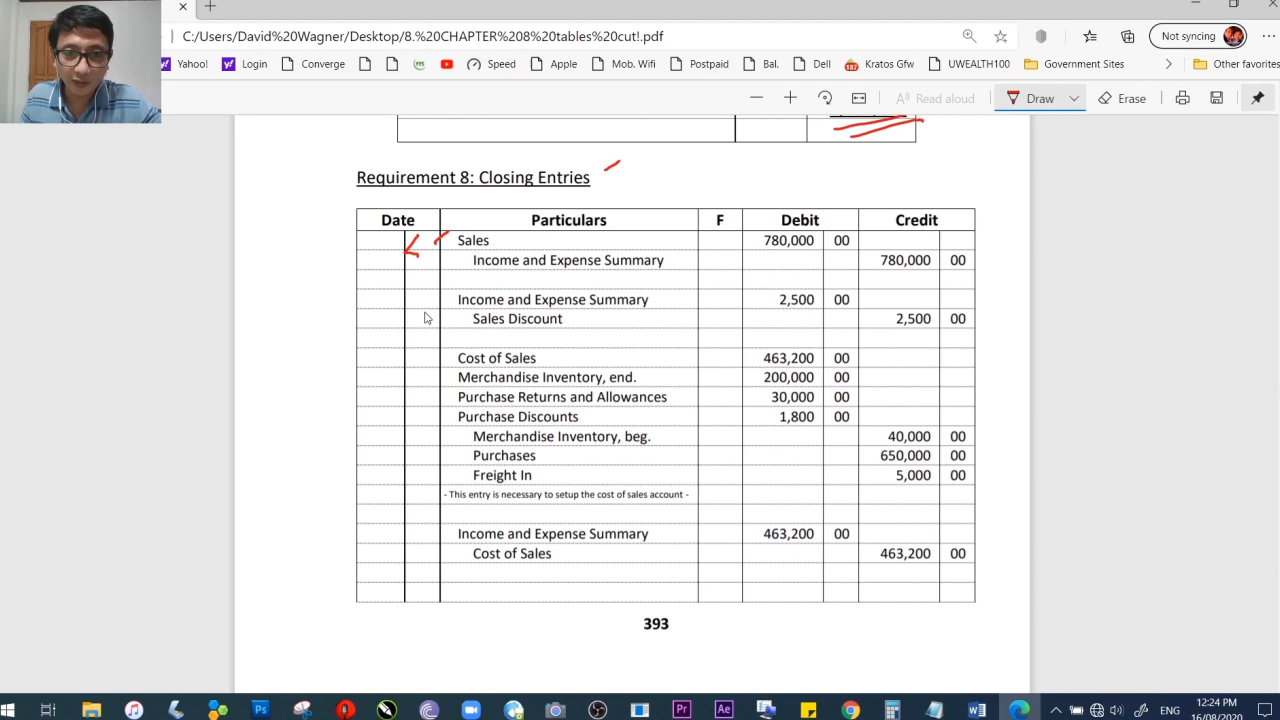 C:/Users/David%20Wagner/Desktop/8.%20CHAPTER%208%20tables%20cut!.pdf
Not syncing
Yahoo!
Login
Converge
Speed
Apple
Mob. Wifi
Postpaid
Bal.
Dell
Kratos Gfw
UWEALTH100
Government Sites
Other favorites
Read aloud
Draw
Erase
Requirement 8: Closing Entries
Date Particulars F Debit Credit
Sales 780,000 00
Income and Expense Summary 780,000 00
Income and Expense Summary 2,500 00
Sales Discount 2,500 00
Cost of Sales 463,200 00
Merchandise Inventory, end. 200,000 00
Purchase Returns and Allowances 30,000 00
Purchase Discounts 1,800 00
Merchandise Inventory, beg. 40,000 00
Purchases 650,000 00
Freight In 5,000 00
- This entry is necessary to setup the cost of sales account -
Income and Expense Summary 463,200 00
Cost of Sales 463,200 00
393
Ps
Pr
Ae
ENG
12:24 PM
16/08/2020